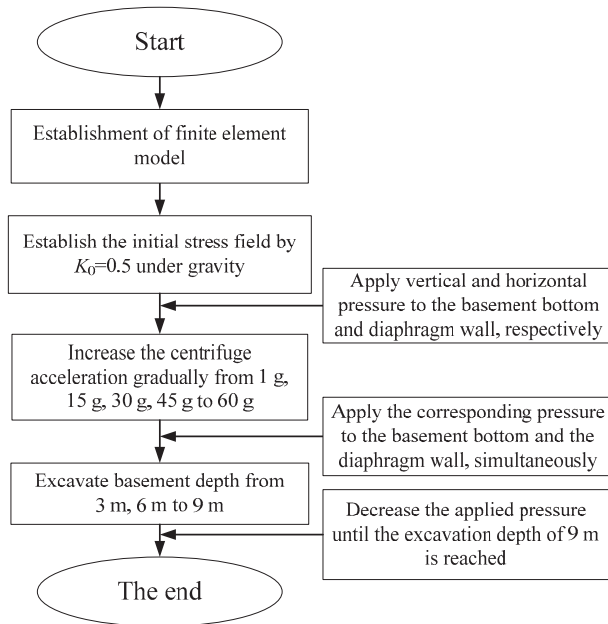 Start
Establishment of finite element
model
Establish the initial stress field by
K0=0.5 under gravity
Apply vertical and horizontal
pressure to the basement bottom
and diaphragm wall, respectively
Increase the centrifuge
acceleration gradually from 1 g,
15 g, 30 g, 45 g to 60 g
Apply the corresponding pressure
to the basement bottom and the
diaphragm wall, simultaneously
Excavate basement depth from
3 m, 6 m to 9 m
Decrease the applied pressure
until the excavation depth of 9 m
is reached
The end